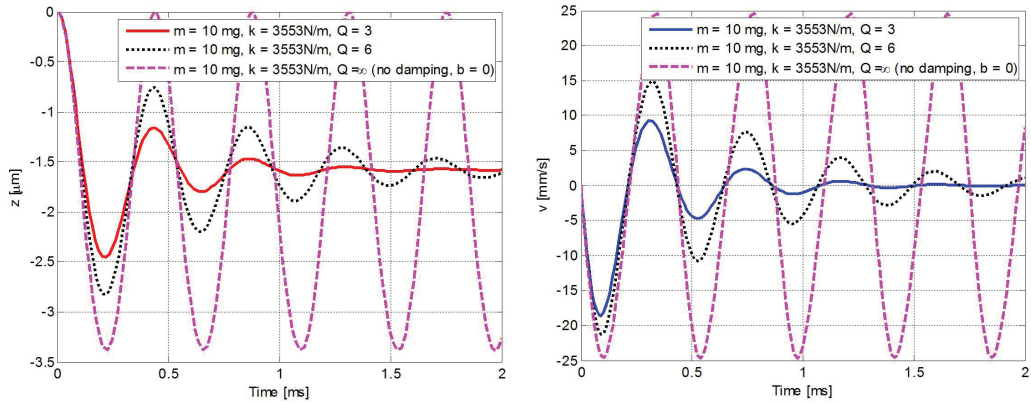 m = 10 mg, k = 3553N/m, Q = 3
m = 10 mg, k = 3553N/m, Q = 6
m = 10 mg, k = 3553N/m, Q =∞ (no damping, b = 0)
0
-0.5
-1
-1.5
-2
-2.5
-3
-3.5
z [μm]
0
0.5
1
1.5
2
Time [ms]
m = 10 mg, k = 3553N/m, Q = 3
m = 10 mg, k = 3553N/m, Q = 6
m = 10 mg, k = 3553N/m, Q =∞ (no damping, b = 0)
25
20
15
10
5
0
-5
-10
-15
-20
-25
v [mm/s]
0
0.5
1
1.5
2
Time [ms]